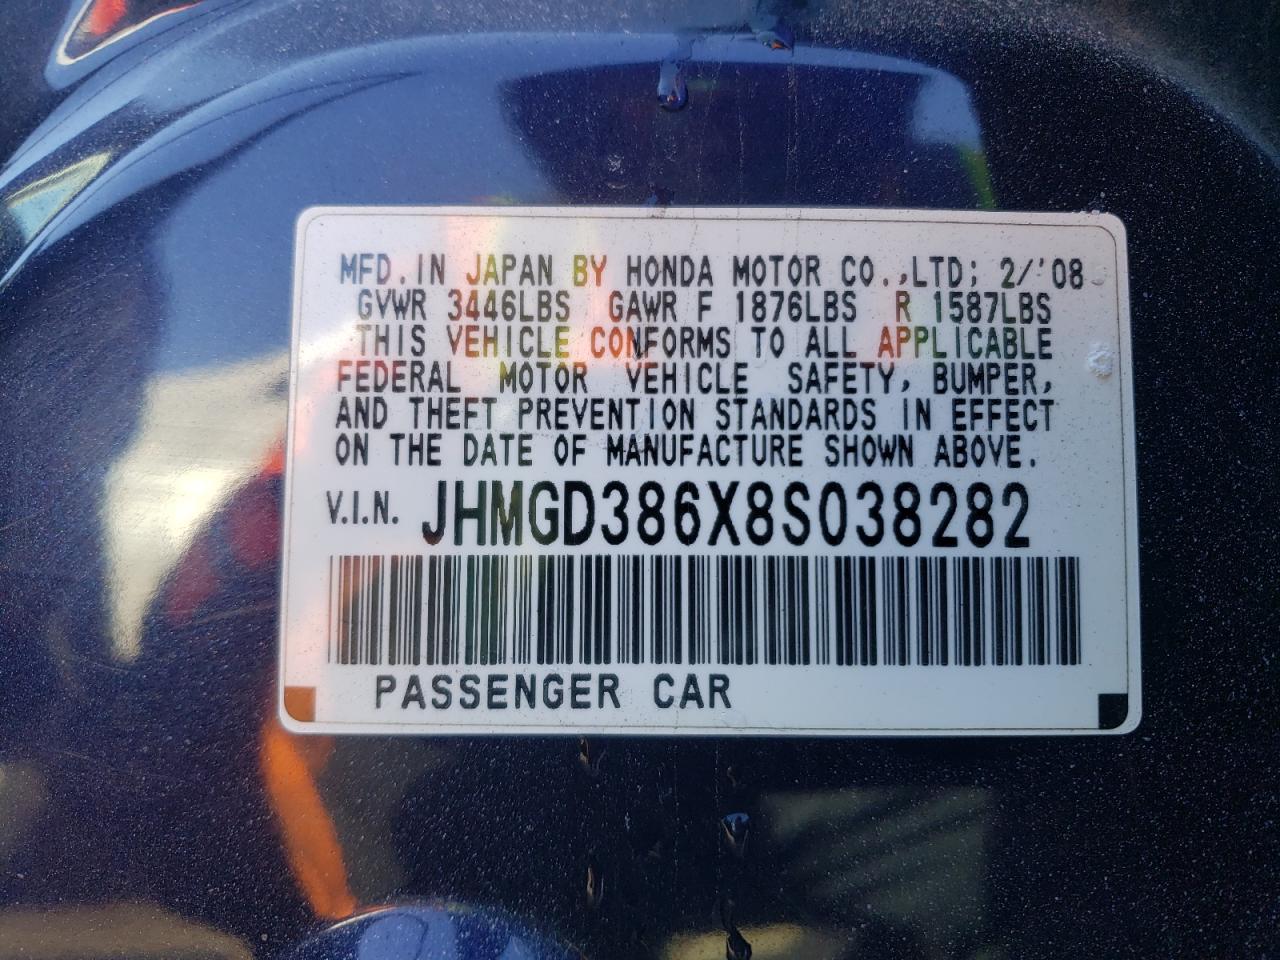 MFD. IN JAPAN BY HONDA MOTOR CO.,LTD; 2/'08
GVWR 3446LBS GAWR F 1876LBS R 1587LBS
THIS VEHICLE CONFORMS TO ALL APPLICABLE
FEDERAL MOTOR VEHICLE SAFETY, BUMPER,
AND THEFT PREVENTION STANDARDS IN EFFECT
ON THE DATE OF MANUFACTURE SHOWN ABOVE.
V.I.N. JHMGD386X8S038282
PASSENGER CAR